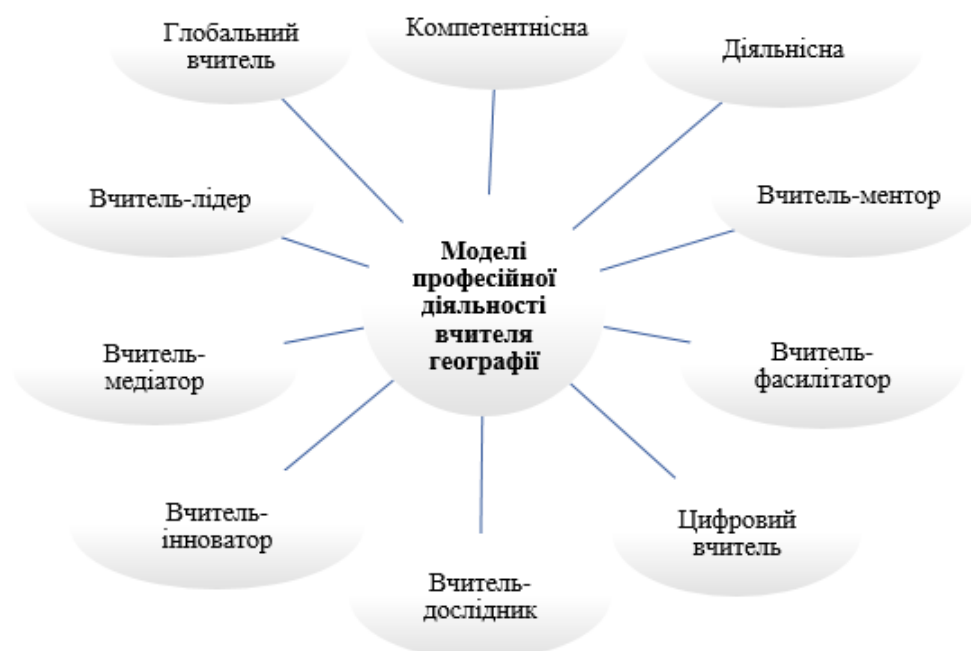 Глобальний
вчитель
Компетентнісна
Діяльнісна
Вчитель-лідер
Вчитель-ментор
Моделі
професійної
діяльності
вчителя
географії
Вчитель-
медіатор
Вчитель-
фасилітатор
Вчитель-
інноватор
Цифровий
вчитель
Вчитель-
дослідник